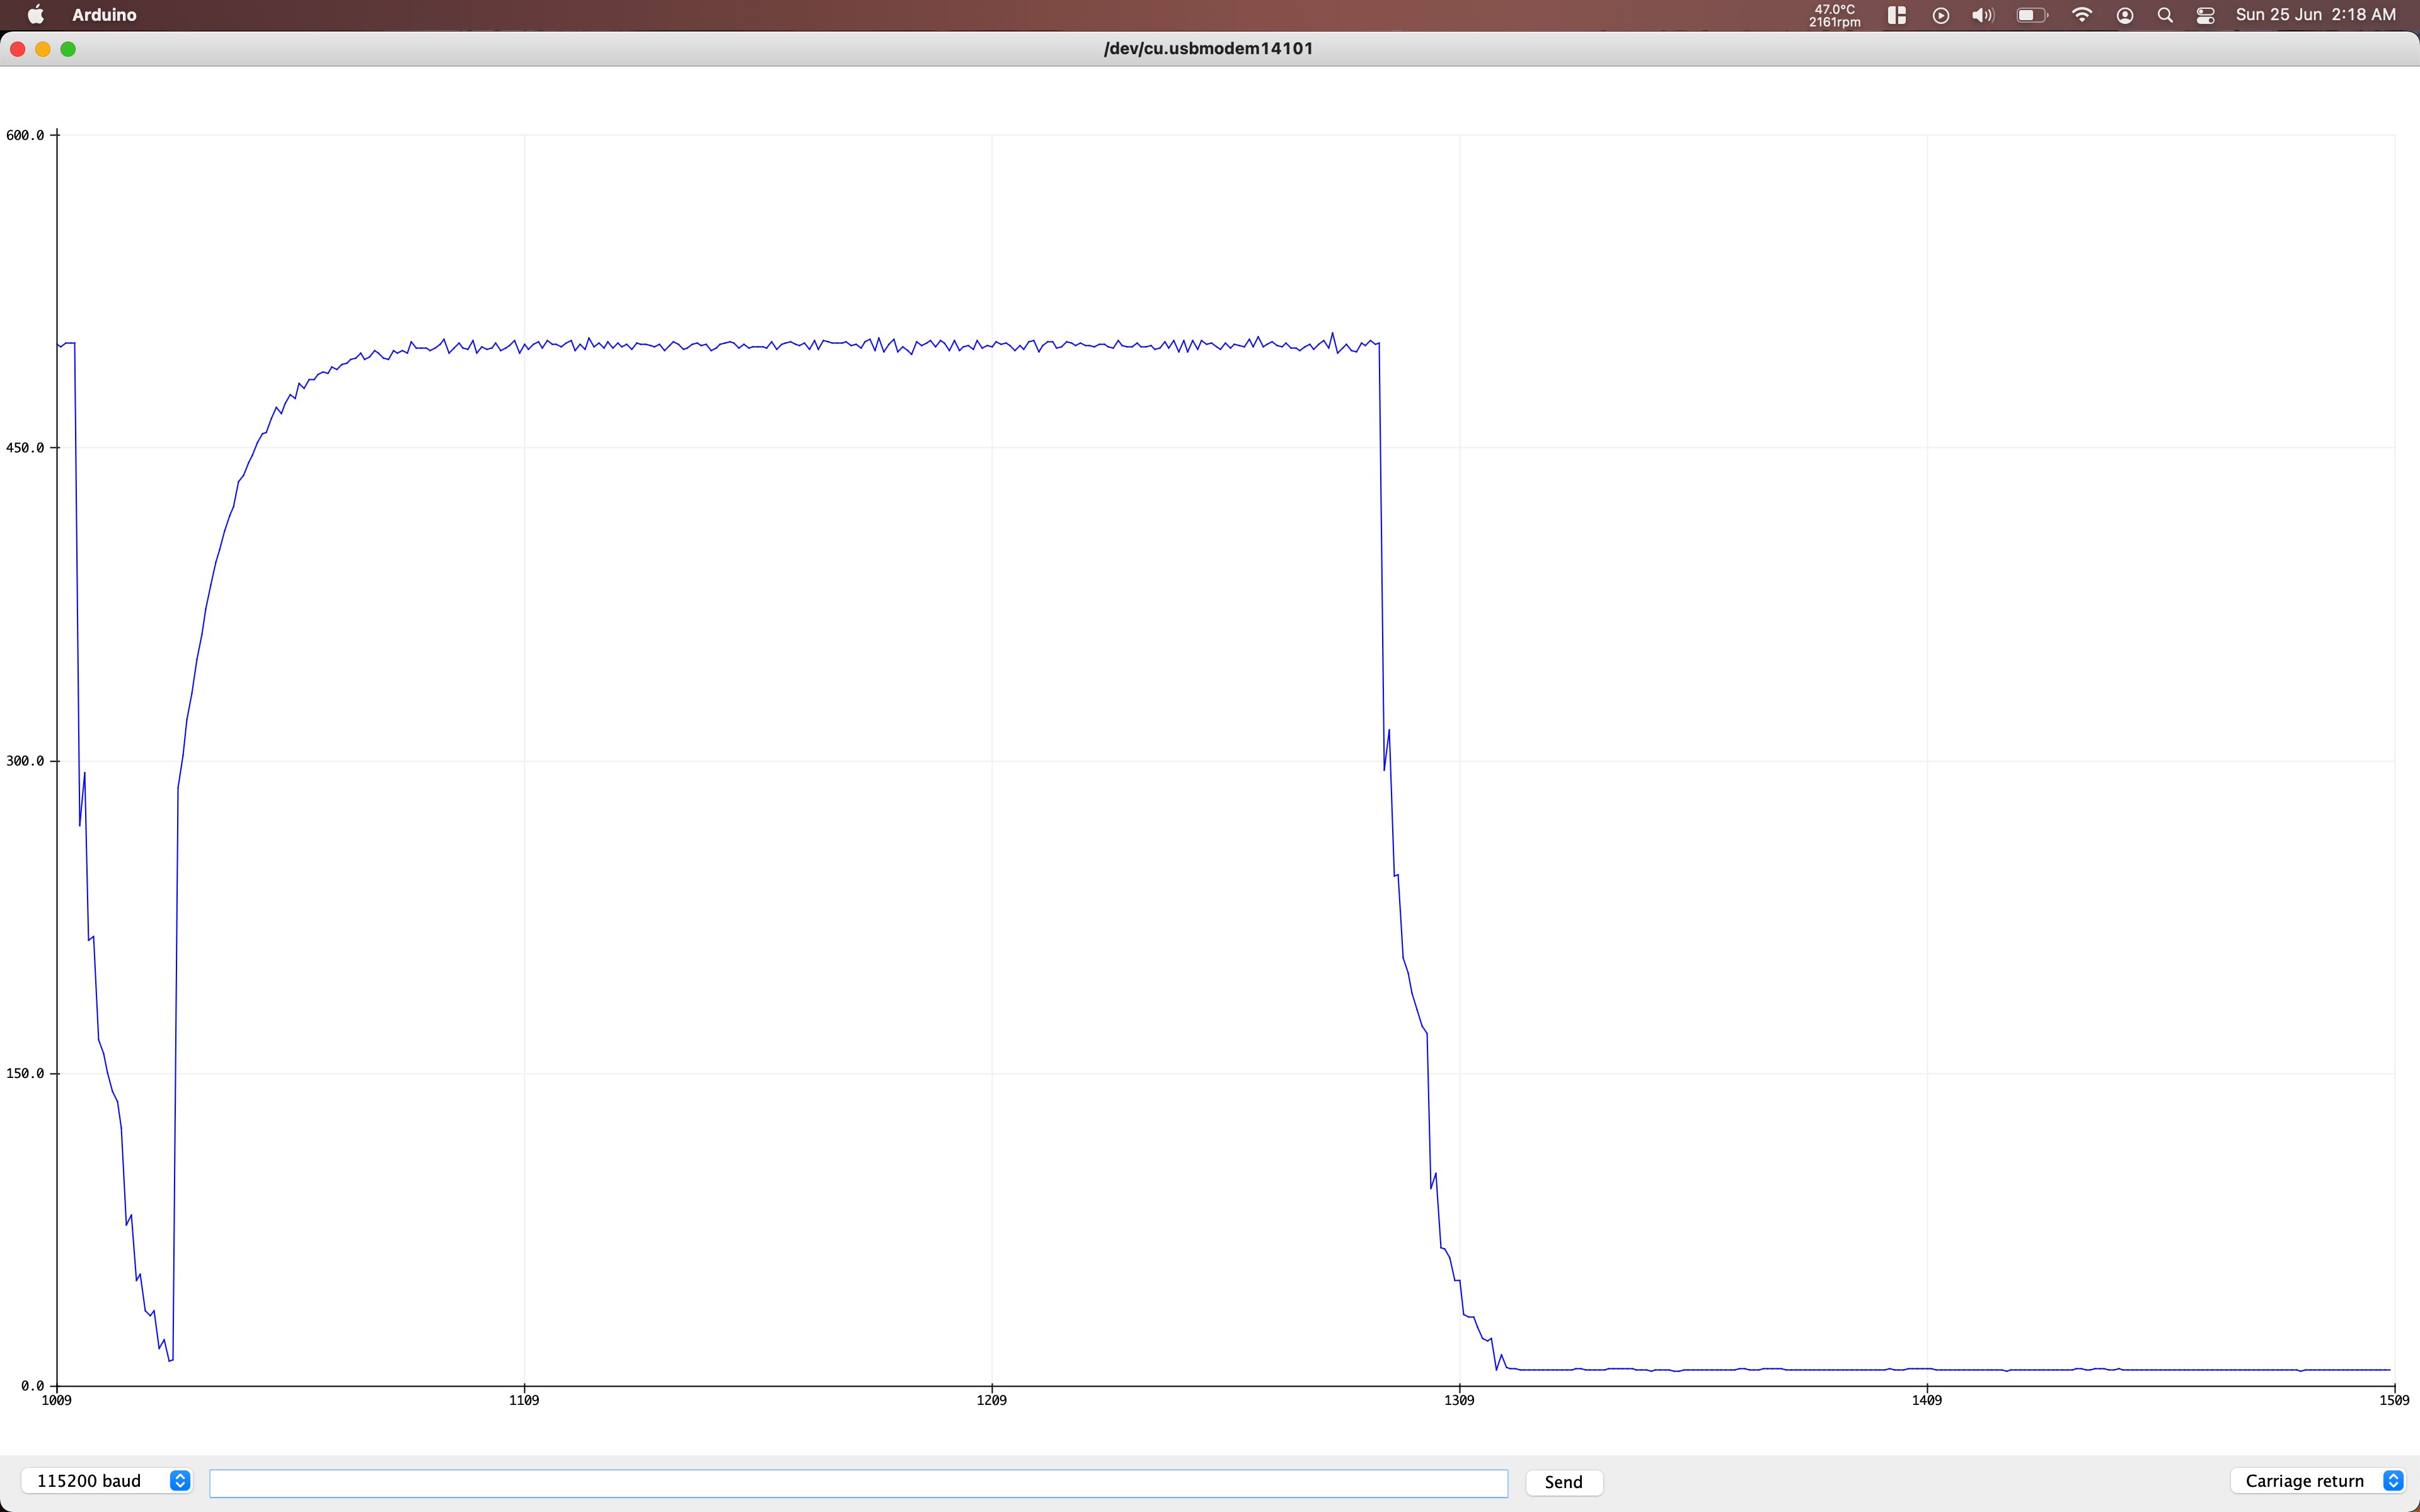 Arduino
47.0°C
2161rpm
Sun 25 Jun 2:18 AM
/dev/cu.usbmodem14101
600.0
450.0
300.0
150.0
0.0
1009 1109 1209 1309 1409 1509
115200 baud
Send
Carriage return